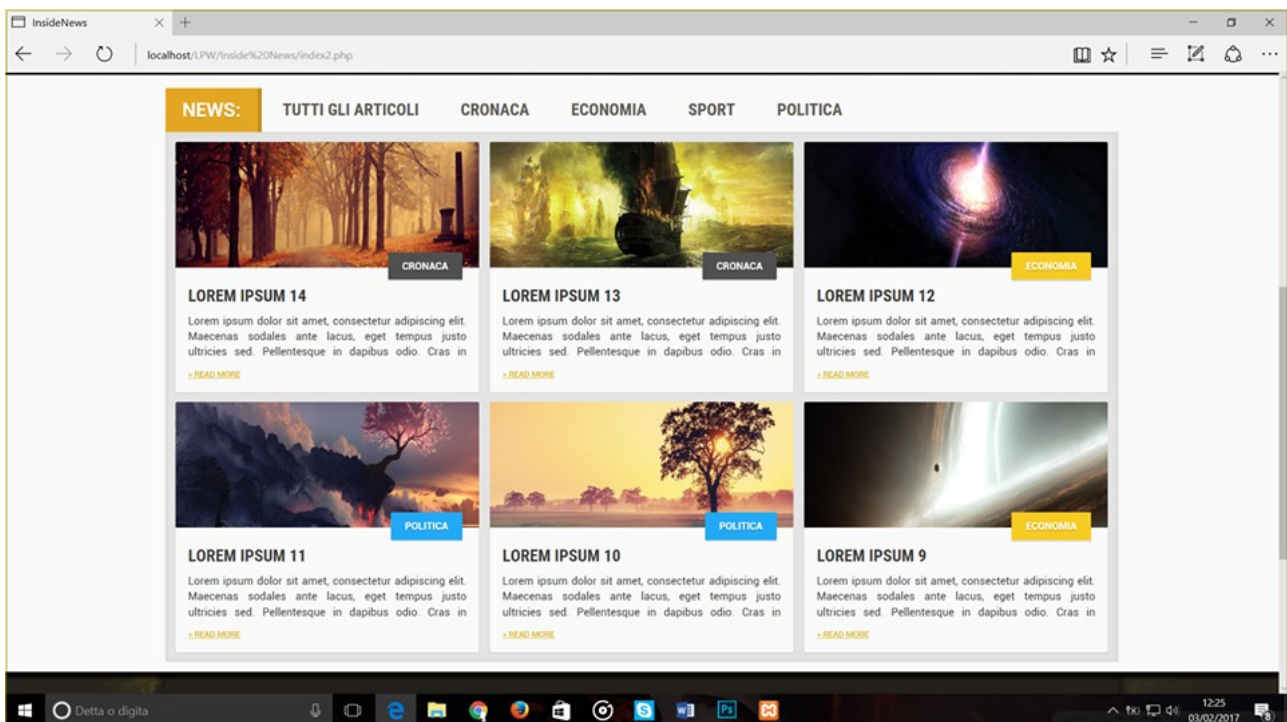 InsideNews
localhost/LPW/Inside%20News/index2.php
NEWS: TUTTI GLI ARTICOLI CRONACA ECONOMIA SPORT POLITICA
CRONACA
LOREM IPSUM 14
Lorem ipsum dolor sit amet, consectetur adipiscing elit.
Maecenas sodales ante lacus, eget tempus justo
ultricies sed. Pellentesque in dapibus odio. Cras in
» READ MORE
CRONACA
LOREM IPSUM 13
Lorem ipsum dolor sit amet, consectetur adipiscing elit.
Maecenas sodales ante lacus, eget tempus justo
ultricies sed. Pellentesque in dapibus odio. Cras in
» READ MORE
ECONOMIA
LOREM IPSUM 12
Lorem ipsum dolor sit amet, consectetur adipiscing elit.
Maecenas sodales ante lacus, eget tempus justo
ultricies sed. Pellentesque in dapibus odio. Cras in
» READ MORE
POLITICA
LOREM IPSUM 11
Lorem ipsum dolor sit amet, consectetur adipiscing elit.
Maecenas sodales ante lacus, eget tempus justo
ultricies sed. Pellentesque in dapibus odio. Cras in
» READ MORE
POLITICA
LOREM IPSUM 10
Lorem ipsum dolor sit amet, consectetur adipiscing elit.
Maecenas sodales ante lacus, eget tempus justo
ultricies sed. Pellentesque in dapibus odio. Cras in
» READ MORE
ECONOMIA
LOREM IPSUM 9
Lorem ipsum dolor sit amet, consectetur adipiscing elit.
Maecenas sodales ante lacus, eget tempus justo
ultricies sed. Pellentesque in dapibus odio. Cras in
» READ MORE
Detta o digita
12:25
03/02/2017